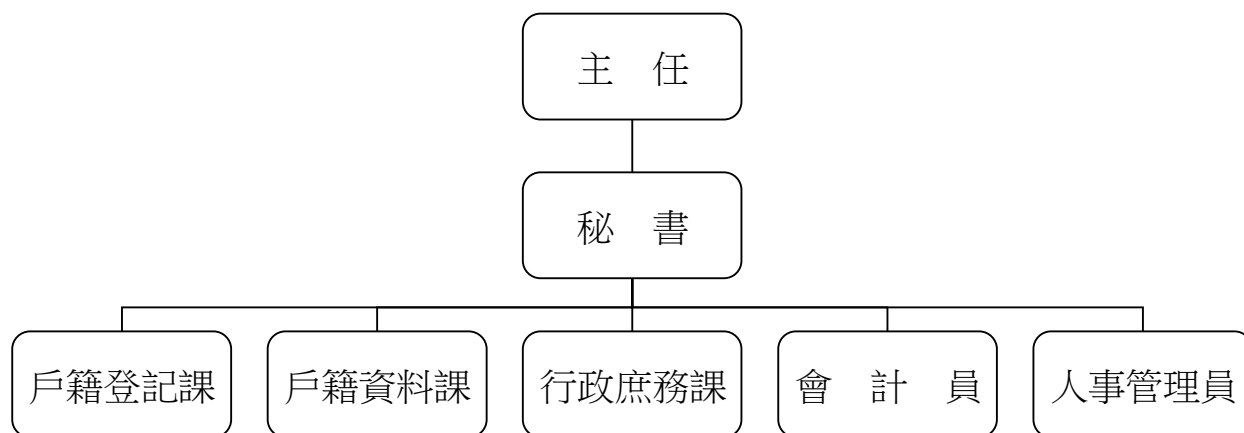 主　任
秘　書
戶籍登記課
戶籍資料課
行政庶務課
會　計　員
人事管理員